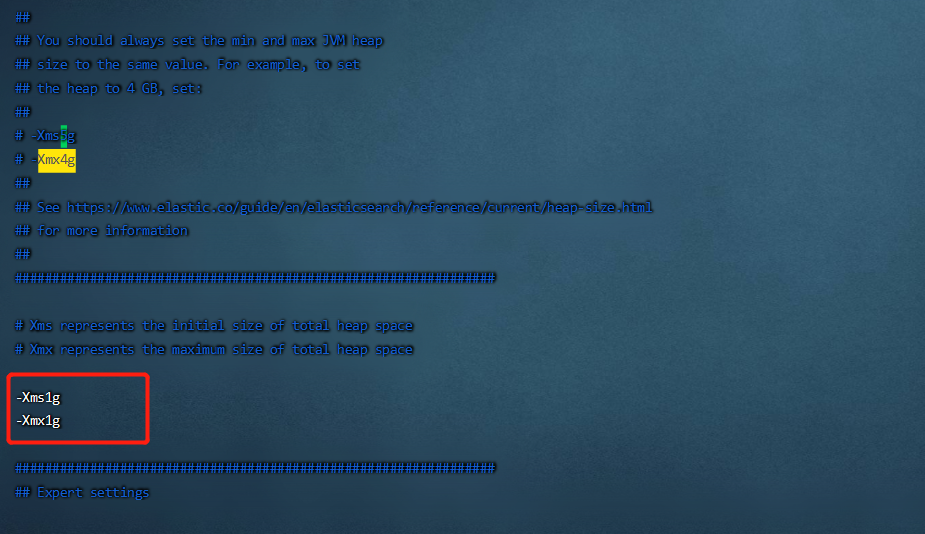 ##
## You should always set the min and max JVM heap
## size to the same value. For example, to set
## the heap to 4 GB, set:
##
#
# -Xmx4g
##
## See https://www.elastic.co/guide/en/elasticsearch/reference/current/heap-size.html
## for more information
##
################################################################
# Xms represents the initial size of total heap space
# Xmx represents the maximum size of total heap space
-Xms1g
-Xmx1g
################################################################
## Expert settings